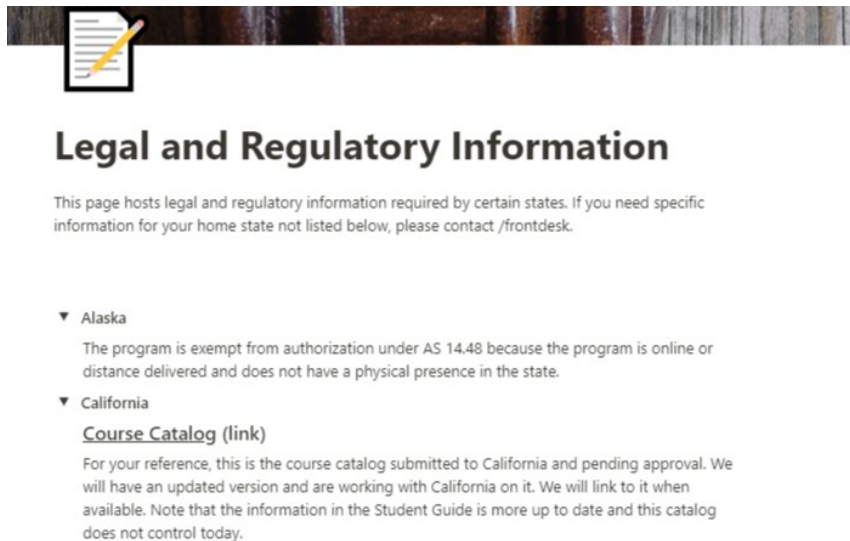 Legal and Regulatory Information
This page hosts legal and regulatory information required by certain states. If you need specific
information for your home state not listed below, please contact /frontdesk.
Alaska
The program is exempt from authorization under AS 14.48 because the program is online or
distance delivered and does not have a physical presence in the state.
California
Course Catalog (link)
For your reference, this is the course catalog submitted to California and pending approval. We
will have an updated version and are working with California on it. We will link to it when
available. Note that the information in the Student Guide is more up to date and this catalog
does not control today.